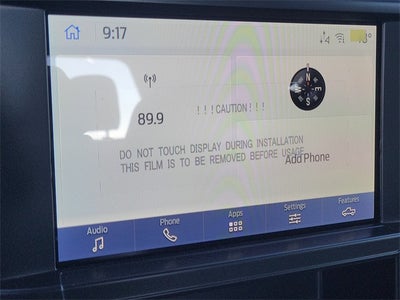 9:17
N
E
S
89.9
!!!CAUTION!!!
DO NOT TOUCH DISPLAY DURING INSTALLATION
THIS FILM IS TO BE REMOVED BEFORE USAGE
Add Phone
Audio
Phone
Apps
Settings
Features